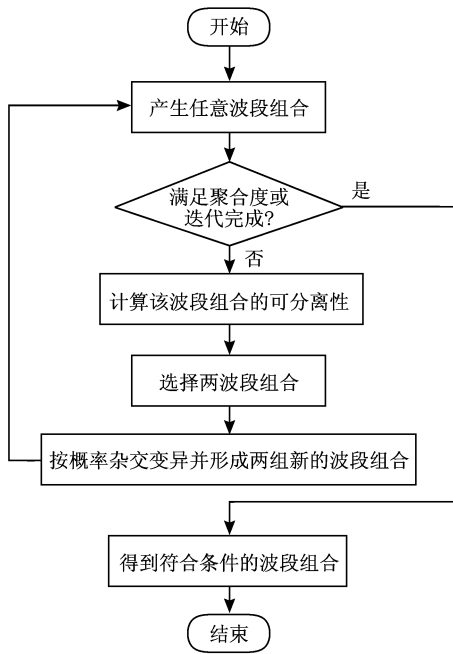 开始
产生任意波段组合
满足聚合度或
迭代完成?
是
否
计算该波段组合的可分离性
选择两波段组合
按概率杂交变异并形成两组新的波段组合
得到符合条件的波段组合
结束